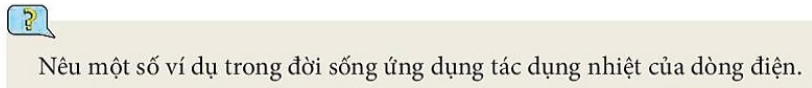 ?
Nêu một số ví dụ trong đời sống ứng dụng tác dụng nhiệt của dòng điện.